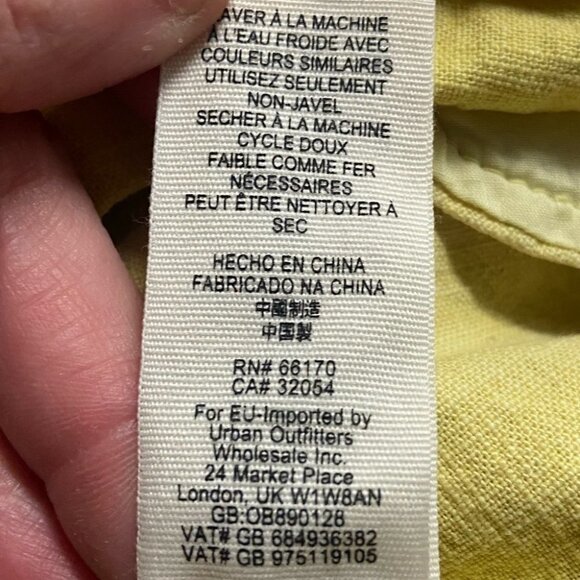 LAVER À LA MACHINE
À L'EAU FROIDE AVEC
COULEURS SIMILAIRES
UTILISEZ SEULEMENT
NON-JAVEL
SECHER À LA MACHINE
CYCLE DOUX
FAIBLE COMME FER
NÉCESSAIRES
PEUT ÊTRE NETTOYER À
SEC
HECHO EN CHINA
FABRICADO NA CHINA
中國制造
中国製
RN# 66170
CA# 32054
For EU-Imported by
Urban Outfitters
Wholesale Inc.
24 Market Place
London, UK W1W8AN
GB:OB890128
VAT# GB 684936382
VAT# GB 975119105